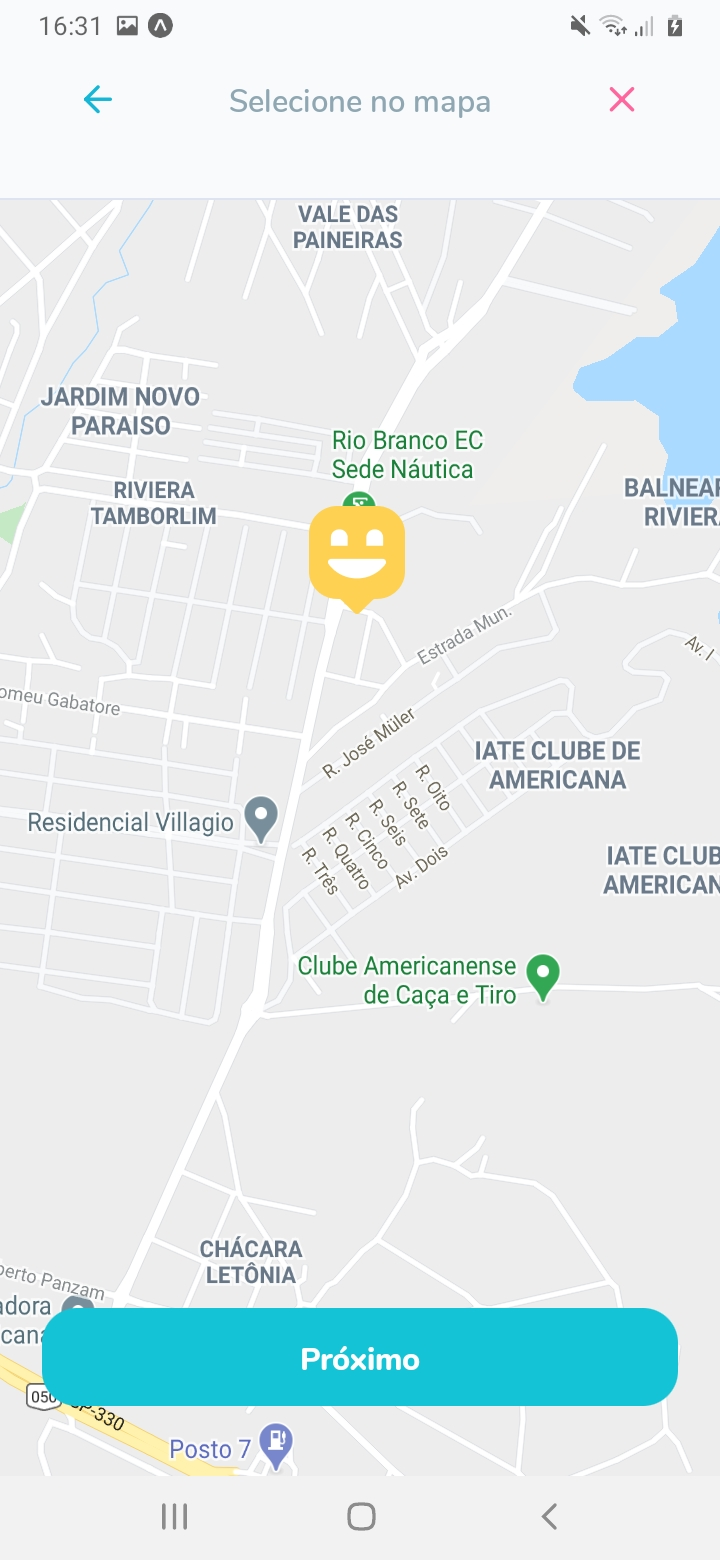 16:31
Selecione no mapa
VALE DAS
PAINEIRAS
JARDIM NOVO
PARAISO
Rio Branco EC
Sede Náutica
RIVIERA
TAMBORLIM
BALNEAR
RIVIERA
Estrada Mun.
Av. I
omeu Gabatore
R. José Müler
IATE CLUBE DE
AMERICANA
R. Oito
R. Sete
R. Seis
R. Cinco
R. Quatro
R. Três
Av. Dois
Residencial Villagio
IATE CLUB
AMERICAN
Clube Americanense
de Caça e Tiro
CHÁCARA
LETÔNIA
berto Panzam
adora
cana
Próximo
050
SP-330
Posto 7